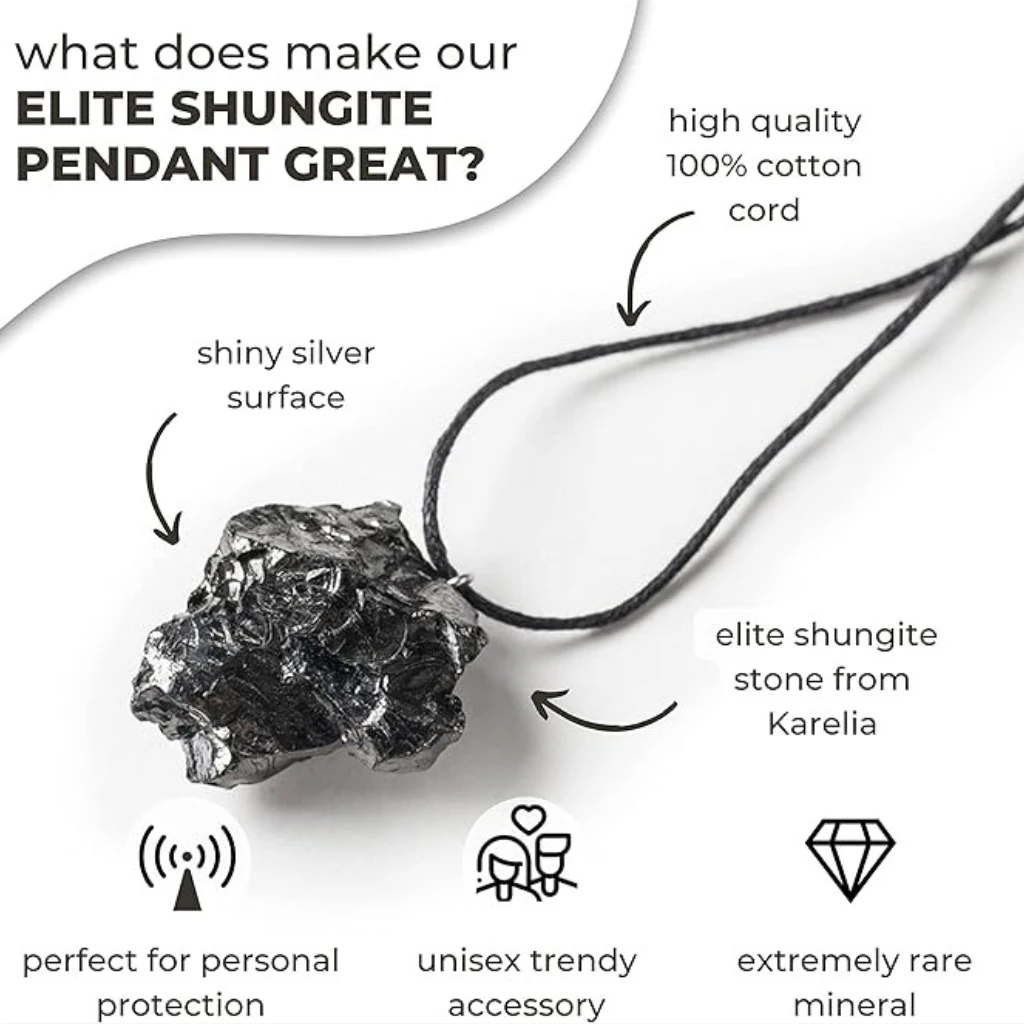 what does make our
ELITE SHUNGITE
PENDANT GREAT?
high quality
100% cotton
cord
shiny silver
surface
elite shungite
stone from
Karelia
perfect for personal
protection
unisex trendy
accessory
extremely rare
mineral